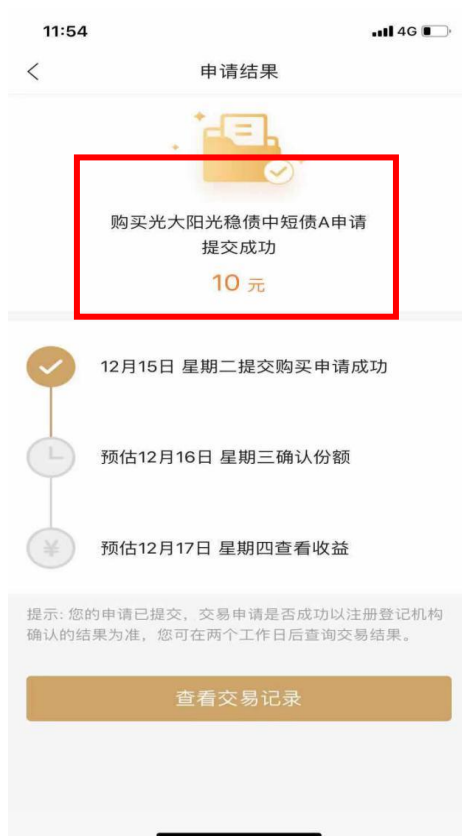 11:54
4G
申请结果
购买光大阳光稳债中短债A申请
提交成功
10 元
12月15日 星期二提交购买申请成功
预估12月16日 星期三确认份额
¥
预估12月17日 星期四查看收益
提示: 您的申请已提交，交易申请是否成功以注册登记机构
确认的结果为准，您可在两个工作日后查询交易结果。
查看交易记录